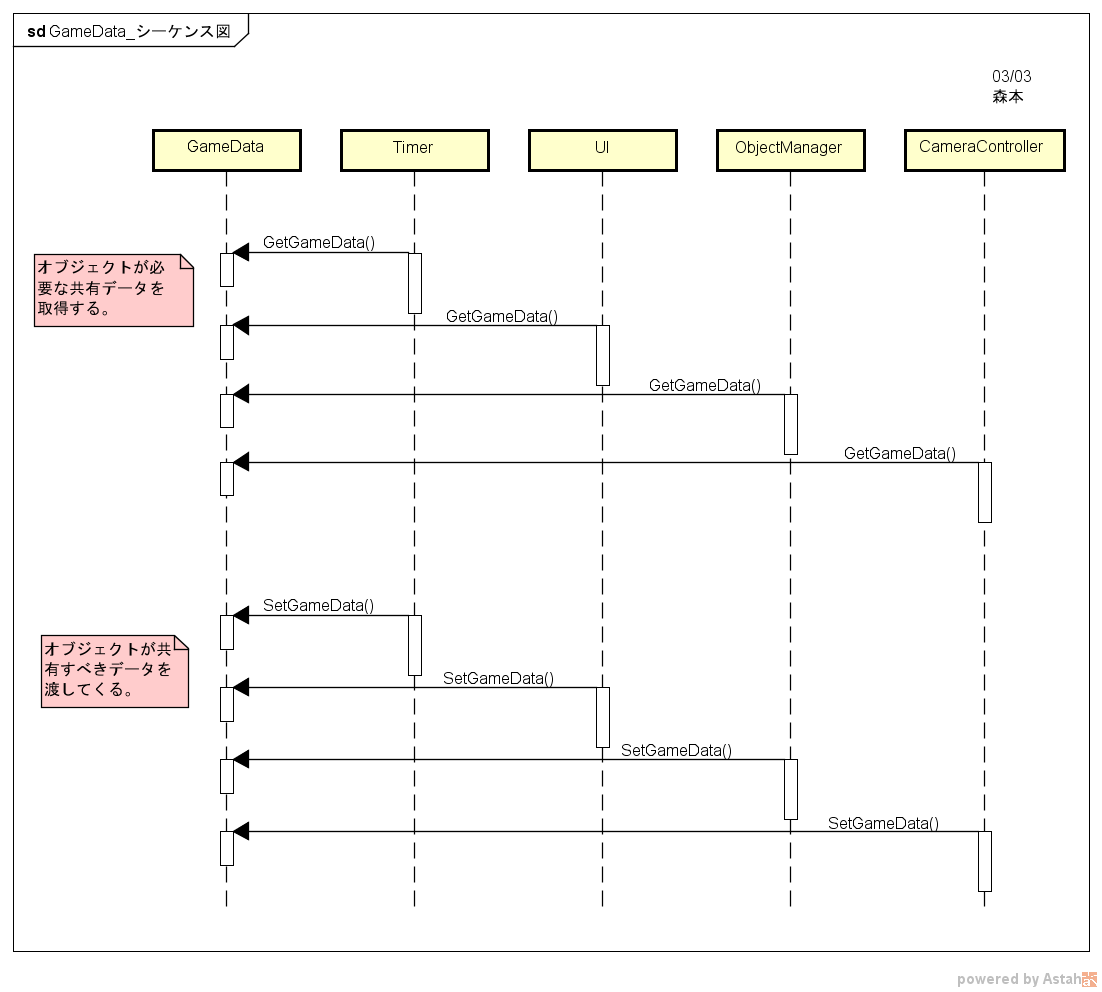 sd GameData_シーケンス図
03/03
森本
GameData
Timer
UI
ObjectManager
CameraController
GetGameData()
オブジェクトが必
要な共有データを
取得する。
GetGameData()
GetGameData()
GetGameData()
SetGameData()
オブジェクトが共
有すべきデータを
渡してくる。
SetGameData()
SetGameData()
SetGameData()
powered by Astah